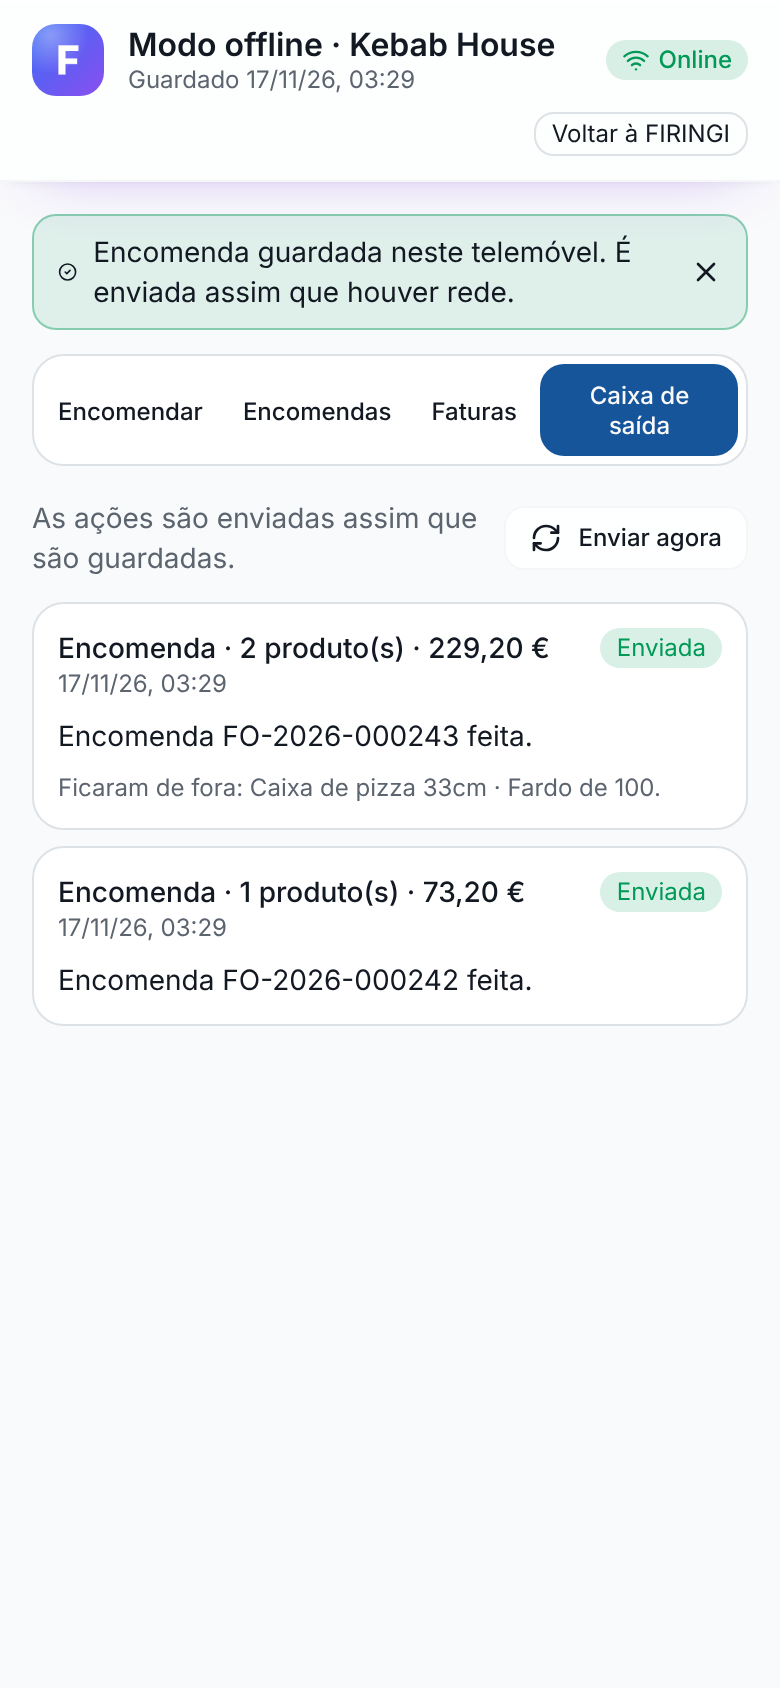 F
Modo offline · Kebab House
Guardado 17/11/26, 03:29
Online
Voltar à FIRINGI
Encomenda guardada neste telemóvel. É
enviada assim que houver rede.
Encomendar
Encomendas
Faturas
Caixa de
saída
As ações são enviadas assim que
são guardadas.
Enviar agora
Encomenda · 2 produto(s) · 229,20 €
Enviada
17/11/26, 03:29
Encomenda FO-2026-000243 feita.
Ficaram de fora: Caixa de pizza 33cm · Fardo de 100.
Encomenda · 1 produto(s) · 73,20 €
Enviada
17/11/26, 03:29
Encomenda FO-2026-000242 feita.